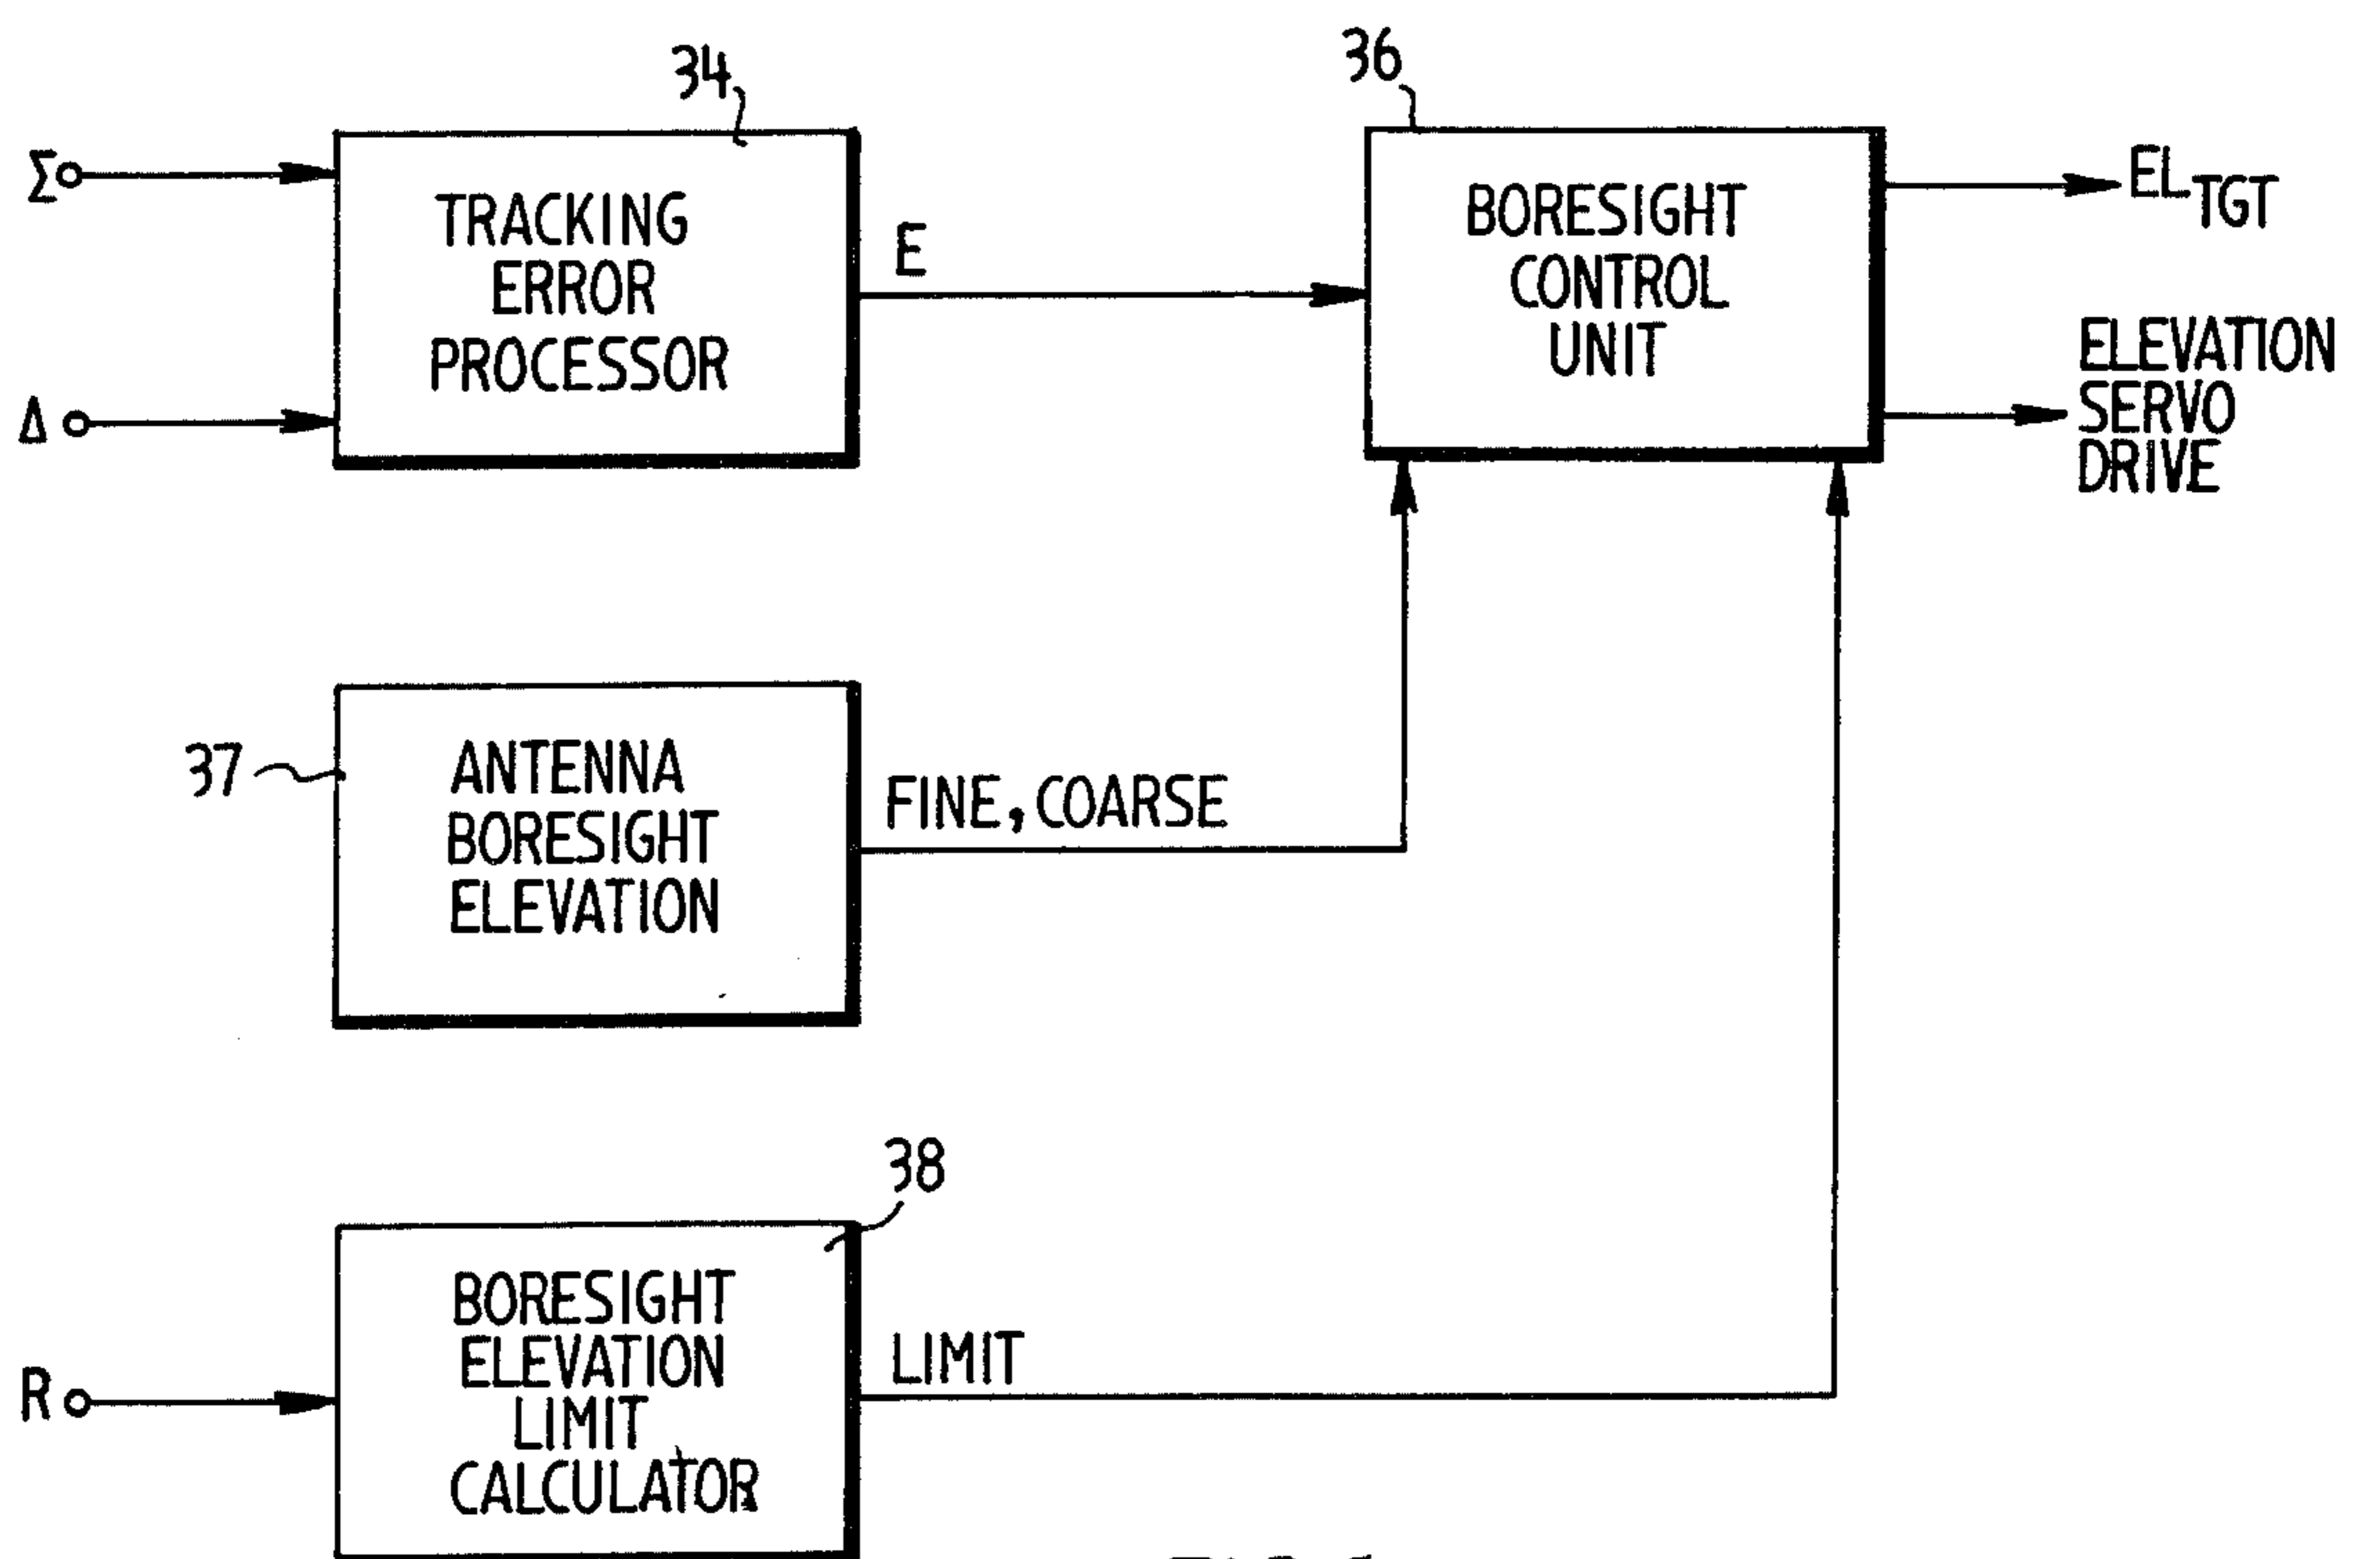 34
36
Σ
TRACKING
ERROR
PROCESSOR
Δ
E
BORESIGHT
CONTROL
UNIT
EL TGT
ELEVATION
SERVO
DRIVE
37
ANTENNA
BORESIGHT
ELEVATION
FINE, COARSE
38
R
BORESIGHT
ELEVATION
LIMIT
CALCULATOR
LIMIT